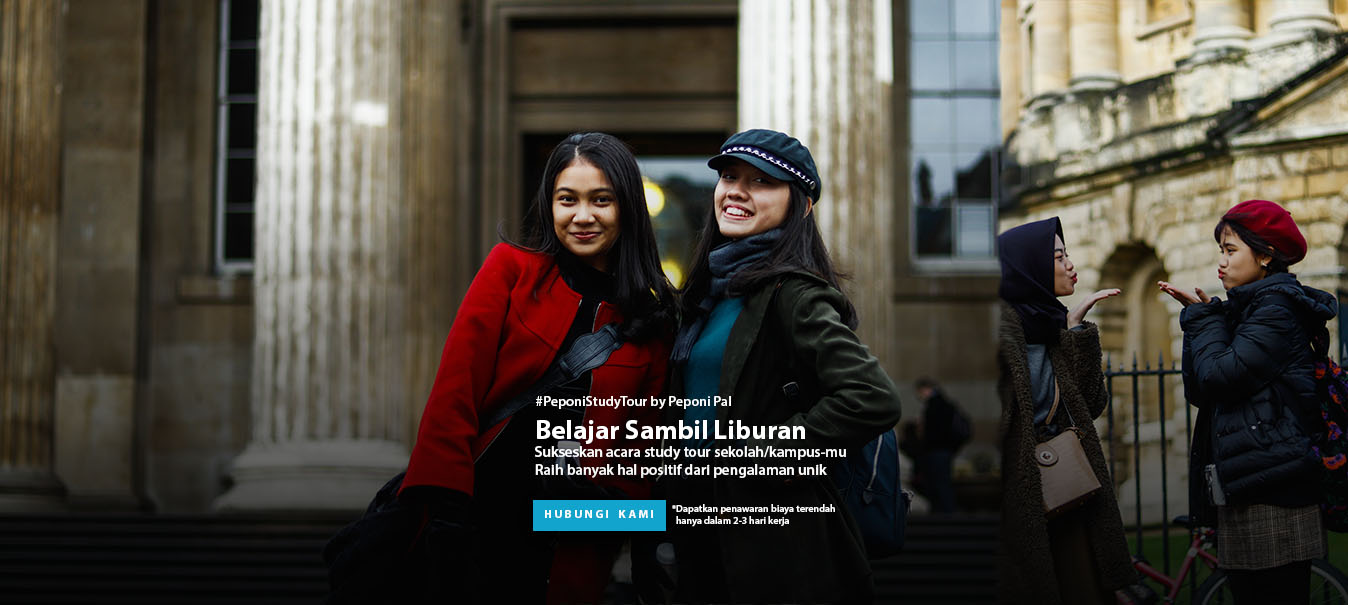 #PeponiStudyTour by Peponi Pal
Belajar Sambil Liburan
Sukseskan acara study tour sekolah/kampus-mu
Raih banyak hal positif dari pengalaman unik
HUBUNGI KAMI
*Dapatkan penawaran biaya terendah
hanya dalam 2-3 hari kerja